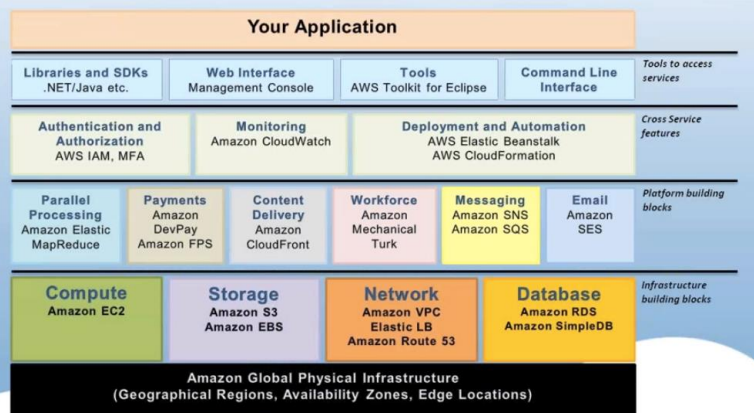 Your Application
Libraries and SDKs
.NET/Java etc.
Web Interface
Management Console
Tools
AWS Toolkit for Eclipse
Command Line
Interface
Tools to access
services
Authentication and
Authorization
AWS IAM, MFA
Monitoring
Amazon CloudWatch
Deployment and Automation
AWS Elastic Beanstalk
AWS CloudFormation
Cross Service
features
Parallel
Processing
Amazon Elastic
MapReduce
Payments
Amazon
DevPay
Amazon FPS
Content
Delivery
Amazon
CloudFront
Workforce
Amazon
Mechanical
Turk
Messaging
Amazon SNS
Amazon SQS
Email
Amazon
SES
Platform building
blocks
Compute
Amazon EC2
Storage
Amazon S3
Amazon EBS
Network
Amazon VPC
Elastic LB
Amazon Route 53
Database
Amazon RDS
Amazon SimpleDB
Infrastructure
building blocks
Amazon Global Physical Infrastructure
(Geographical Regions, Availability Zones, Edge Locations)